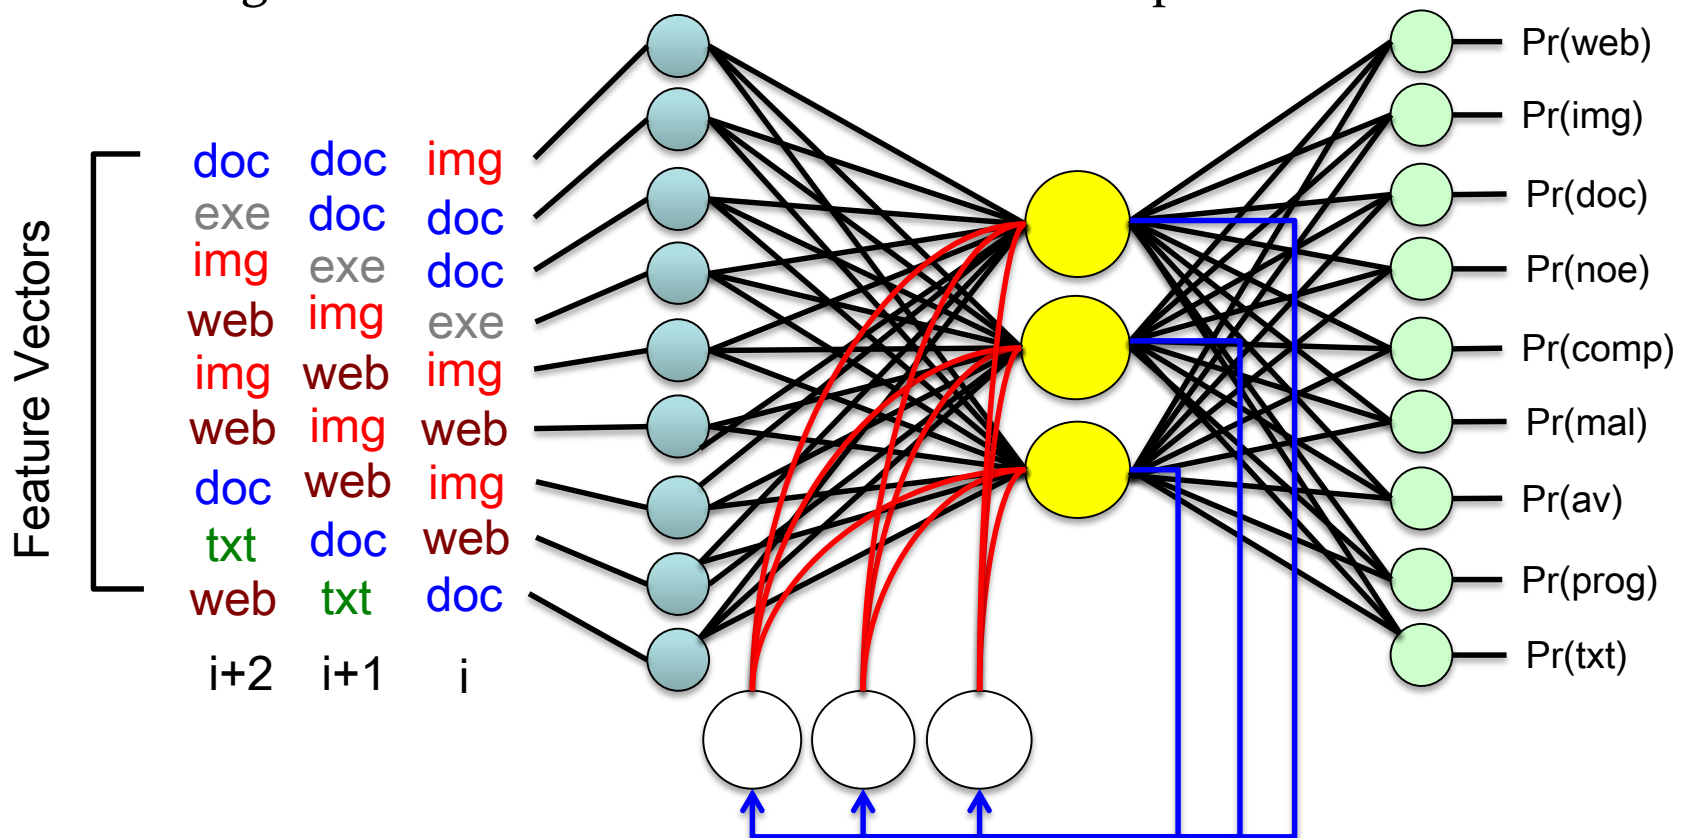 Feature Vectors
doc doc img
exe doc doc
img exe doc
web img exe
img web img
web img web
doc web img
txt doc web
web txt doc
i+2 i+1 i
Pr(web)
Pr(img)
Pr(doc)
Pr(noe)
Pr(comp)
Pr(mal)
Pr(av)
Pr(prog)
Pr(txt)